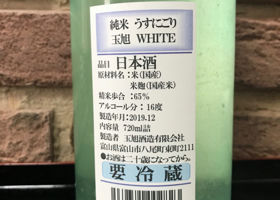 純米 うすにごり
玉旭 WHITE
品目 日本酒
原材料名：米(国産)
米麹(国産米)
精米歩合：65%
アルコール分：16度
製造年月：2019.12
内容量 720ml詰
製造者 玉旭酒造有限会社
富山県富山市八尾町東町2111
●お酒は二十歳になってから。
要冷蔵